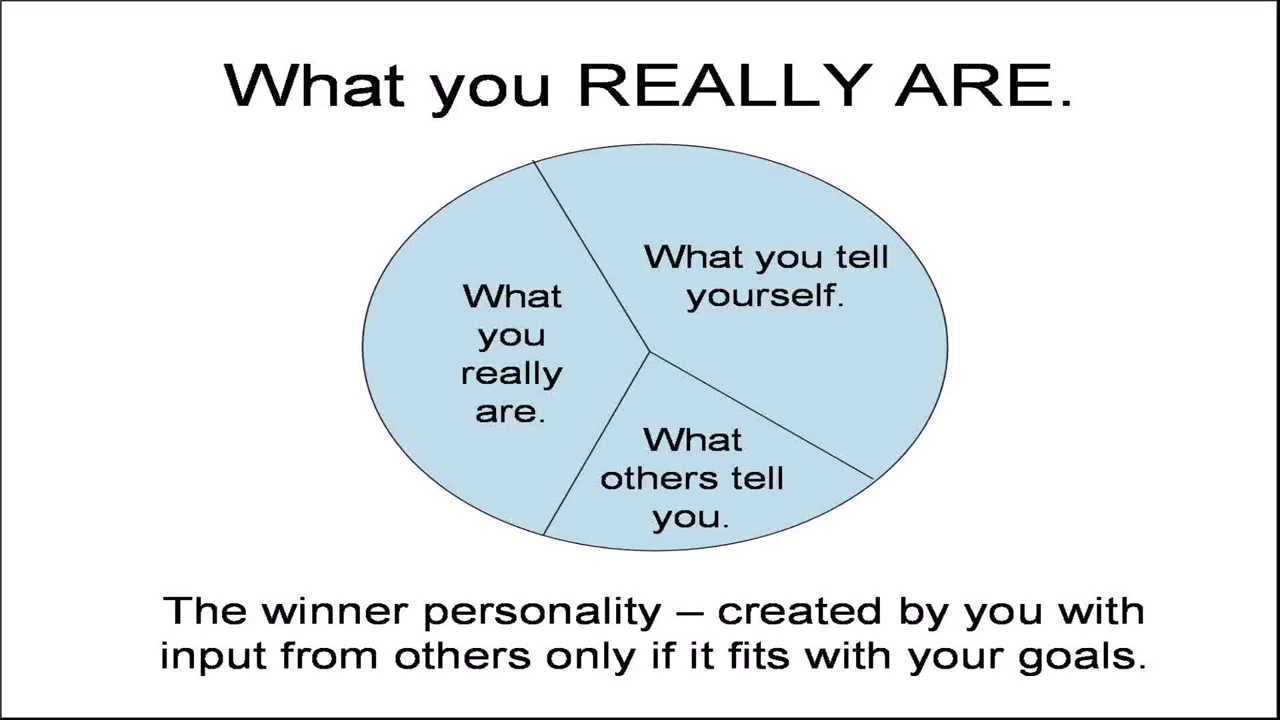 What you REALLY ARE.
What you tell
yourself.
What
you
really
are.
What
others tell
you.
The winner personality – created by you with
input from others only if it fits with your goals.